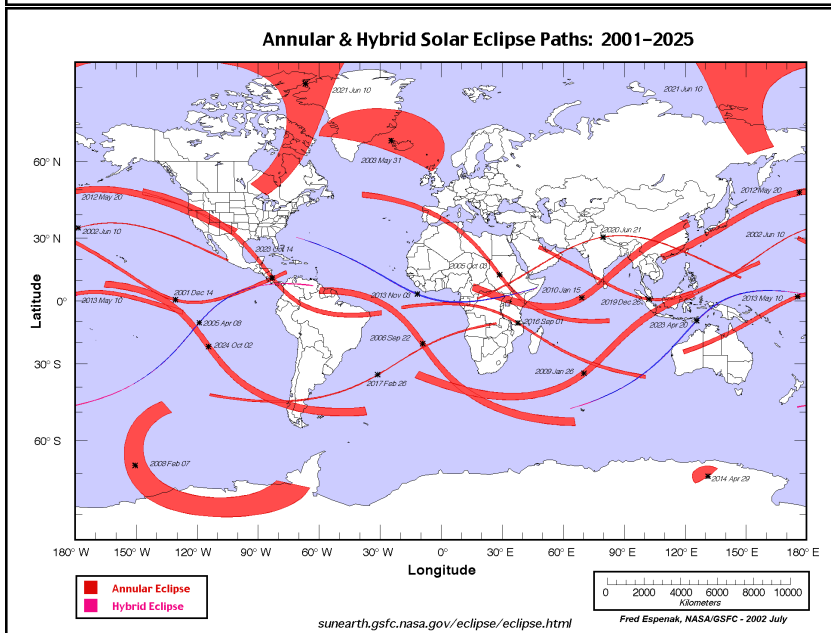 Annular & Hybrid Solar Eclipse Paths: 2001–2025
2021 Jun 10
2021 Jun 10
2003 May 31
60° N
2012 May 20
2012 May 20
2002 Jun 10
2020 Jun 21
2002 Jun 10
30° N
2023 Oct 14
2005 Oct 03
2001 Dec 14
2013 Nov 03
2010 Jan 15
2019 Dec 26
2013 May 10
2013 May 10
0°
Latitude
2005 Apr 08
2016 Sep 01
2023 Apr 20
2024 Oct 02
2006 Sep 22
30° S
2017 Feb 26
2009 Jan 26
60° S
2008 Feb 07
2014 Apr 29
180° W
150° W
120° W
90° W
60° W
30° W
0°
30° E
60° E
90° E
120° E
150° E
180° E
Longitude
Annular Eclipse
Hybrid Eclipse
0 2000 4000 6000 8000 10000
Kilometers
Fred Espenak, NASA/GSFC - 2002 July
sunearth.gsfc.nasa.gov/eclipse/eclipse.html